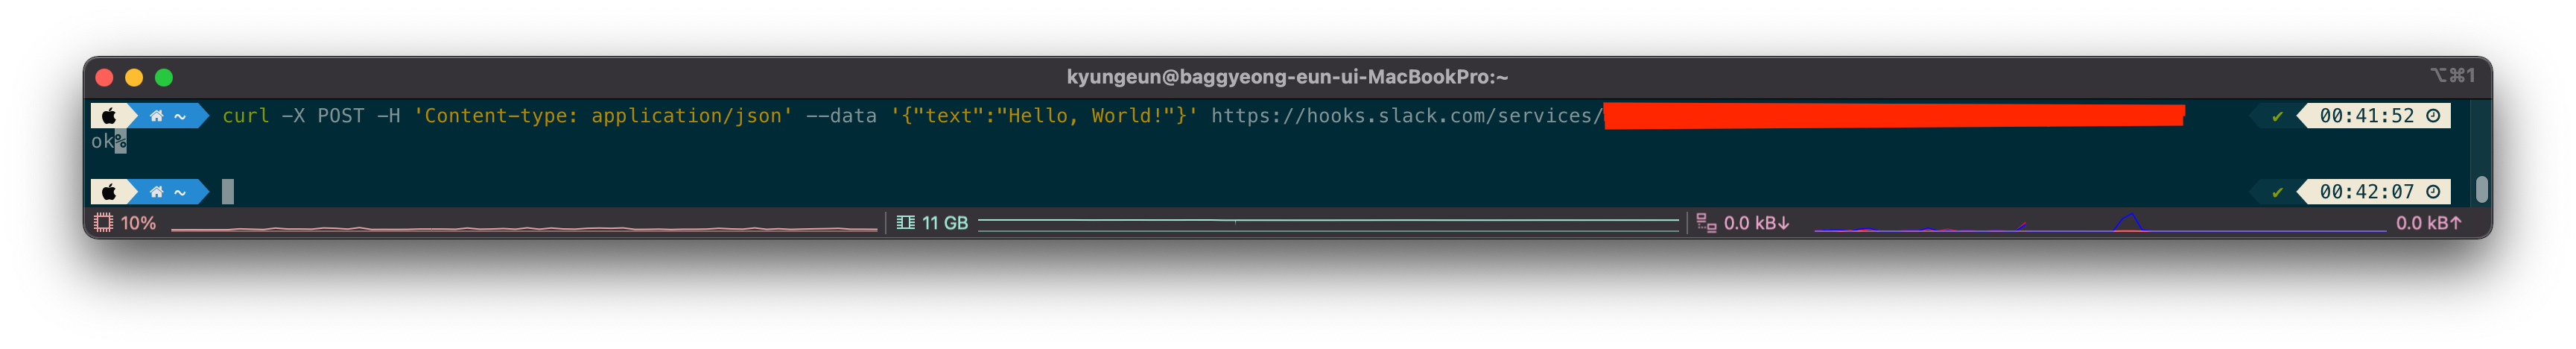 kyungeun@baggyeong-eun-ui-MacBookPro:~ ⌥⌘1
~ curl -X POST -H 'Content-type: application/json' --data '{"text":"Hello, World!"}' https://hooks.slack.com/services/ ✔ 00:41:52
ok%
~ ✔ 00:42:07
10% 11 GB 0.0 kB↓ 0.0 kB↑